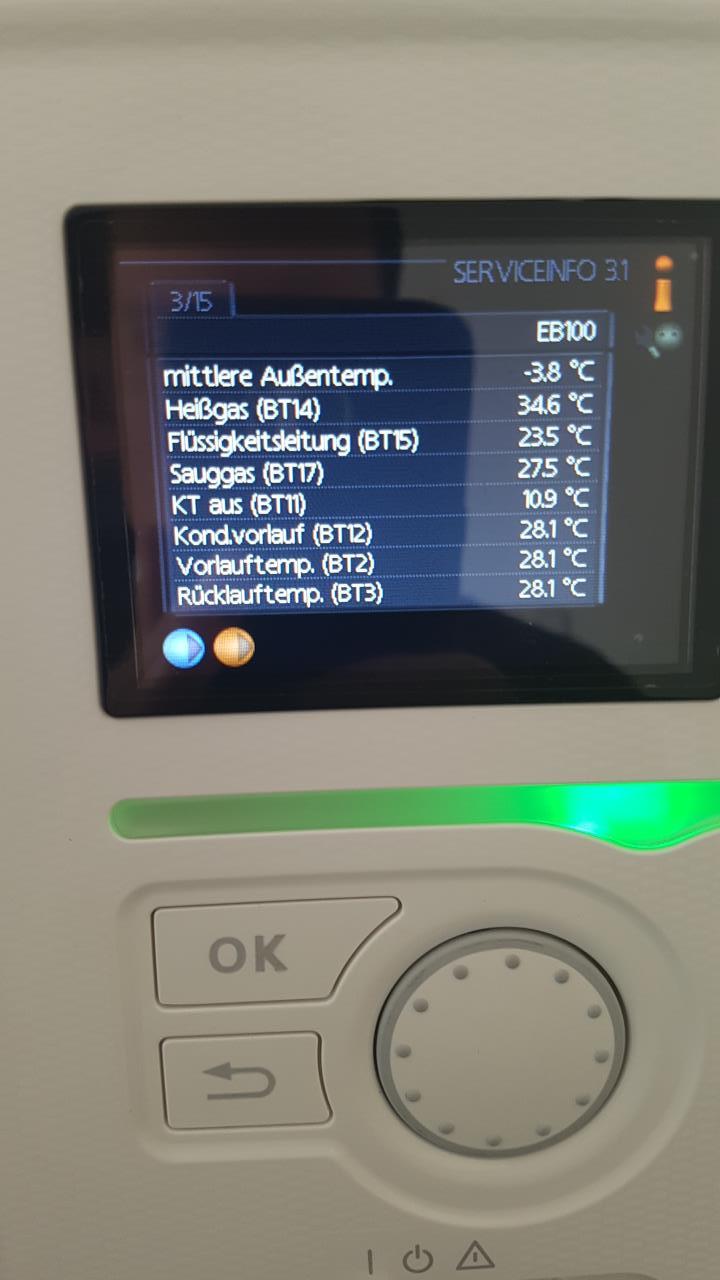 SERVICEINFO 3.1
3/15
EB100
mittlere Außentemp. -3.8 °C
Heißgas (BT14) 34.6 °C
Flüssigkeitsleitung (BT15) 23.5 °C
Sauggas (BT17) 27.5 °C
KT aus (BT11) 10.9 °C
Kond.vorlauf (BT12) 28.1 °C
Vorlauftemp. (BT2) 28.1 °C
Rücklauftemp. (BT3) 28.1 °C
OK